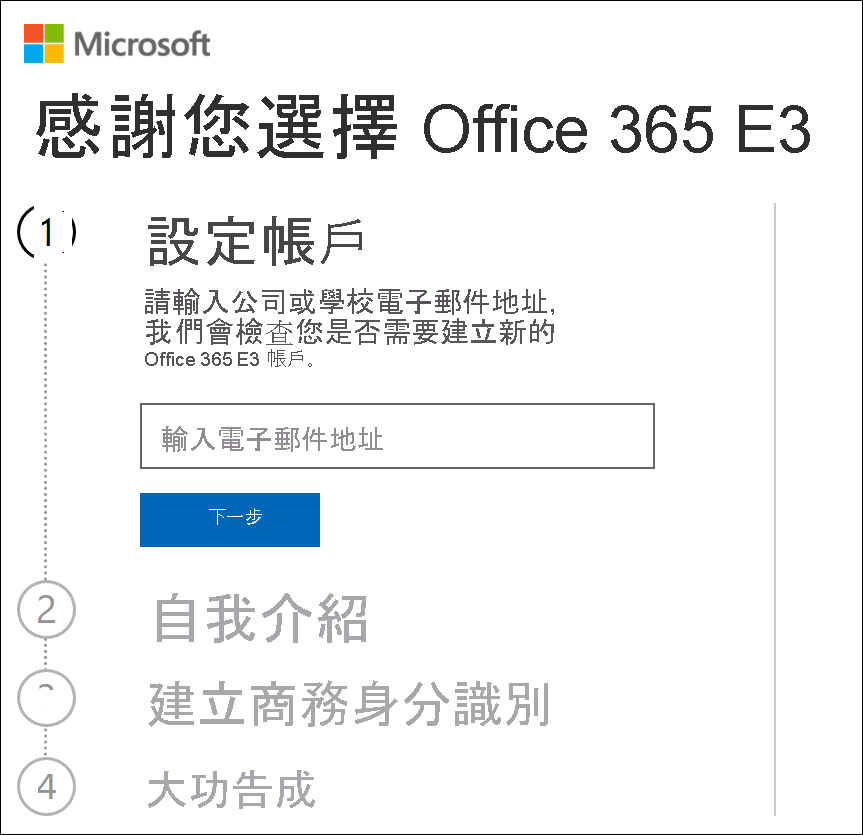 Microsoft
感謝您選擇 Office 365 E3
1
設定帳戶
請輸入公司或學校電子郵件地址,
我們會檢查您是否需要建立新的
Office 365 E3 帳戶。
輸入電子郵件地址
下一步
2
自我介紹
建立商務身分識別
4
大功告成